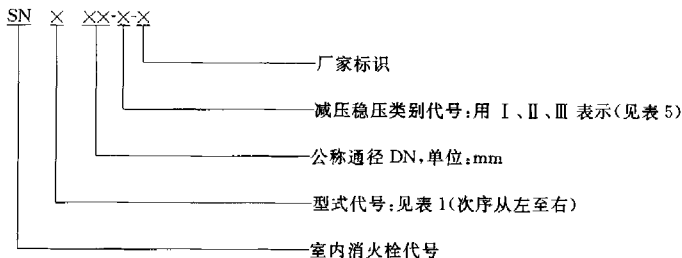 SN × ××-×-×
厂家标识
减压稳压类别代号:用 Ⅰ、Ⅱ、Ⅲ 表示(见表 5)
公称通径 DN,单位:mm
型式代号:见表 1(次序从左至右)
室内消火栓代号